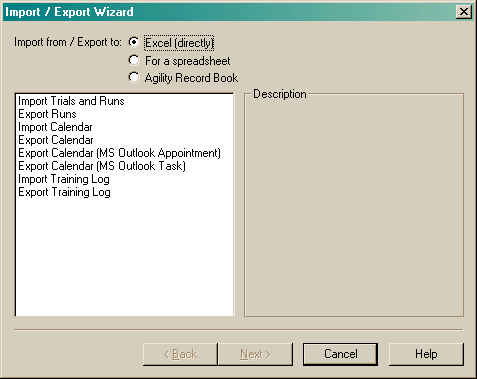 Import / Export Wizard
Import from / Export to:
Excel (directly)
For a spreadsheet
Agility Record Book
Import Trials and Runs
Export Runs
Import Calendar
Export Calendar
Export Calendar (MS Outlook Appointment)
Export Calendar (MS Outlook Task)
Import Training Log
Export Training Log
Description
< Back
Next >
Cancel
Help